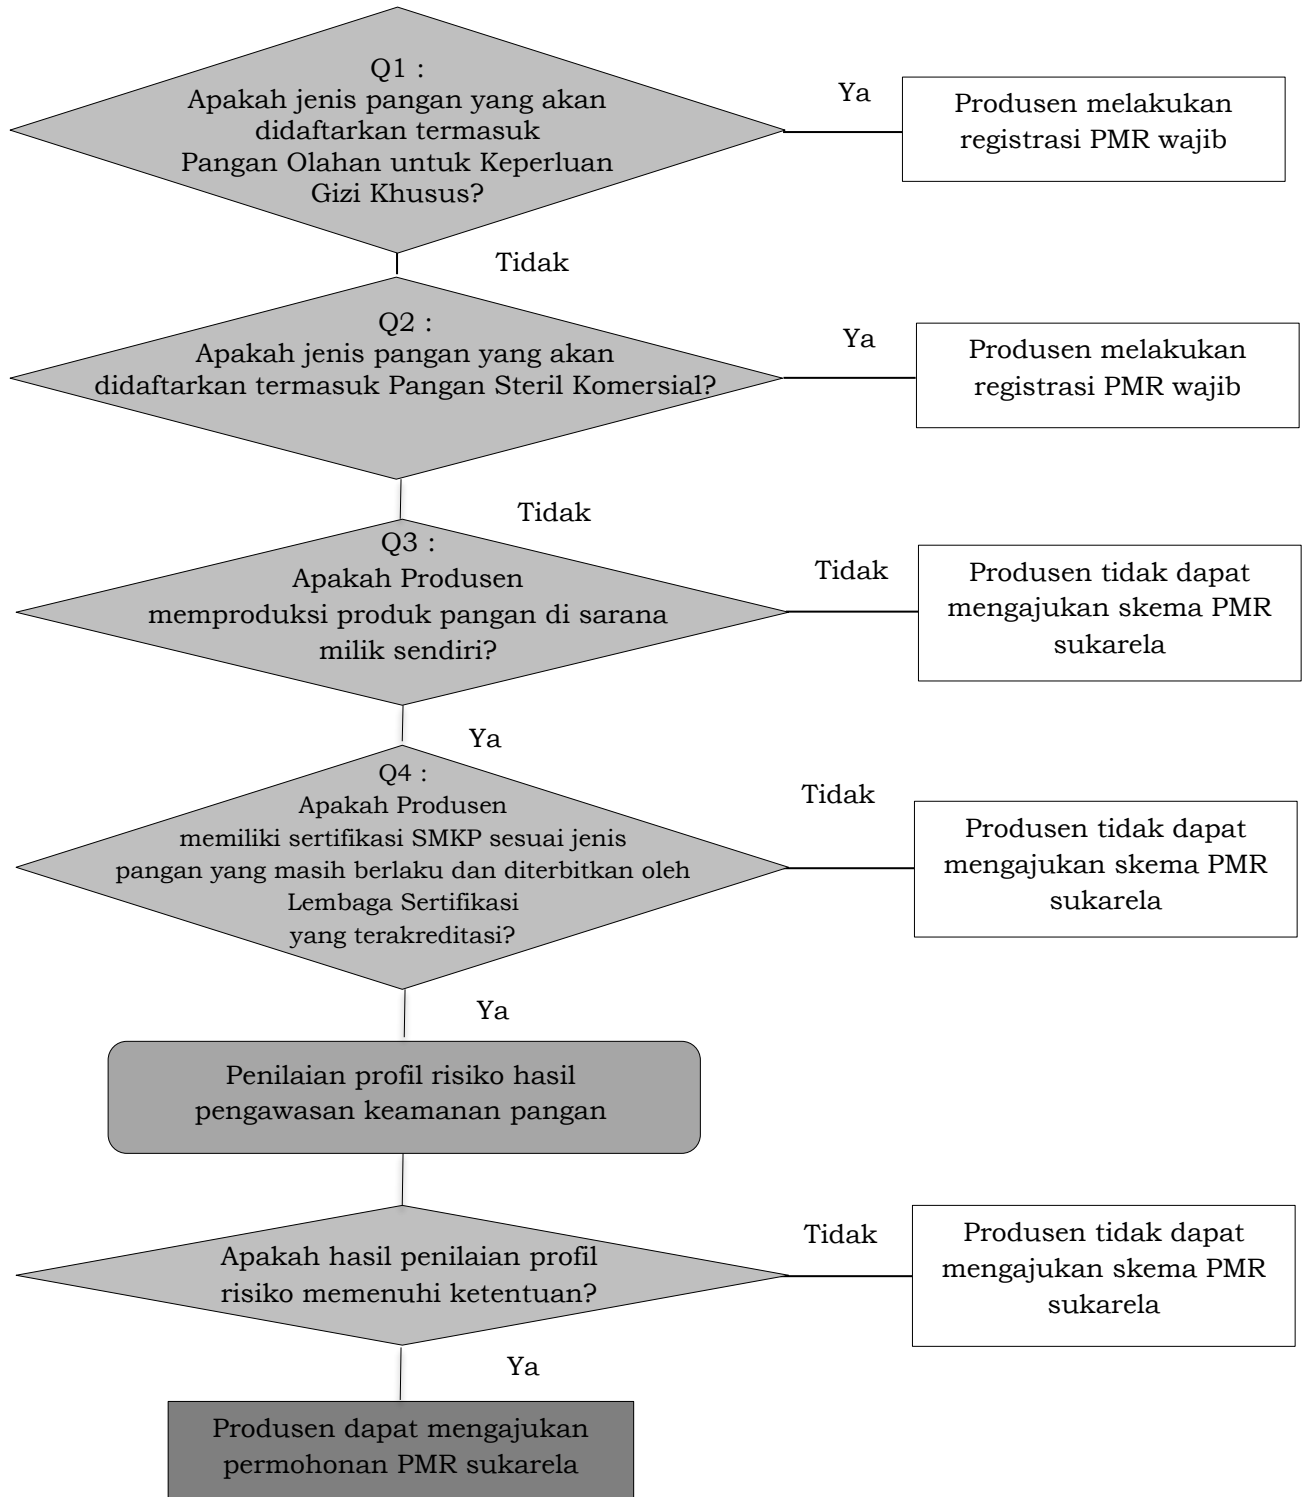 Q1 :
Apakah jenis pangan yang akan
didaftarkan termasuk
Pangan Olahan untuk Keperluan
Gizi Khusus?
Ya
Produsen melakukan
registrasi PMR wajib
Tidak
Q2 :
Apakah jenis pangan yang akan
didaftarkan termasuk Pangan Steril Komersial?
Ya
Produsen melakukan
registrasi PMR wajib
Tidak
Q3 :
Apakah Produsen
memproduksi produk pangan di sarana
milik sendiri?
Tidak
Produsen tidak dapat
mengajukan skema PMR
sukarela
Ya
Q4 :
Apakah Produsen
memiliki sertifikasi SMKP sesuai jenis
pangan yang masih berlaku dan diterbitkan oleh
Lembaga Sertifikasi
yang terakreditasi?
Tidak
Produsen tidak dapat
mengajukan skema PMR
sukarela
Ya
Penilaian profil risiko hasil
pengawasan keamanan pangan
Apakah hasil penilaian profil
risiko memenuhi ketentuan?
Tidak
Produsen tidak dapat
mengajukan skema PMR
sukarela
Ya
Produsen dapat mengajukan
permohonan PMR sukarela